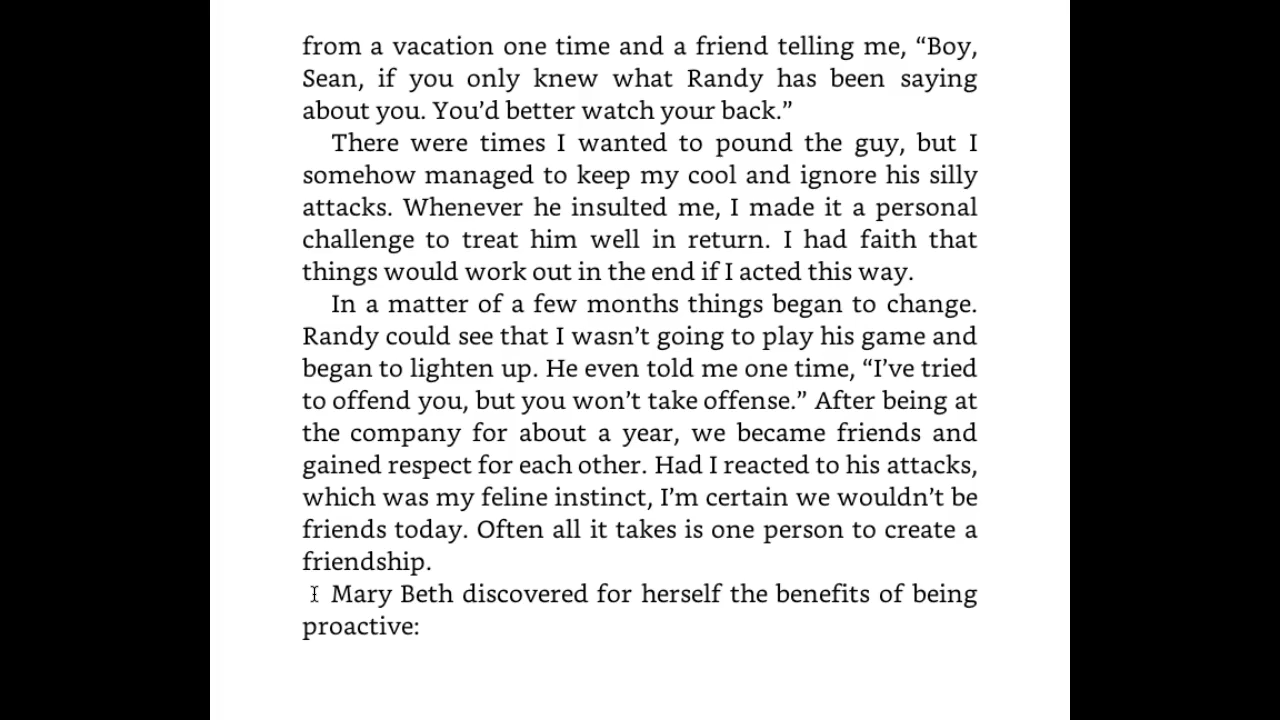 from a vacation one time and a friend telling me, “Boy,
Sean, if you only knew what Randy has been saying
about you. You’d better watch your back.”
There were times I wanted to pound the guy, but I
somehow managed to keep my cool and ignore his silly
attacks. Whenever he insulted me, I made it a personal
challenge to treat him well in return. I had faith that
things would work out in the end if I acted this way.
In a matter of a few months things began to change.
Randy could see that I wasn’t going to play his game and
began to lighten up. He even told me one time, “I’ve tried
to offend you, but you won’t take offense.” After being at
the company for about a year, we became friends and
gained respect for each other. Had I reacted to his attacks,
which was my feline instinct, I’m certain we wouldn’t be
friends today. Often all it takes is one person to create a
friendship.
Mary Beth discovered for herself the benefits of being
proactive: